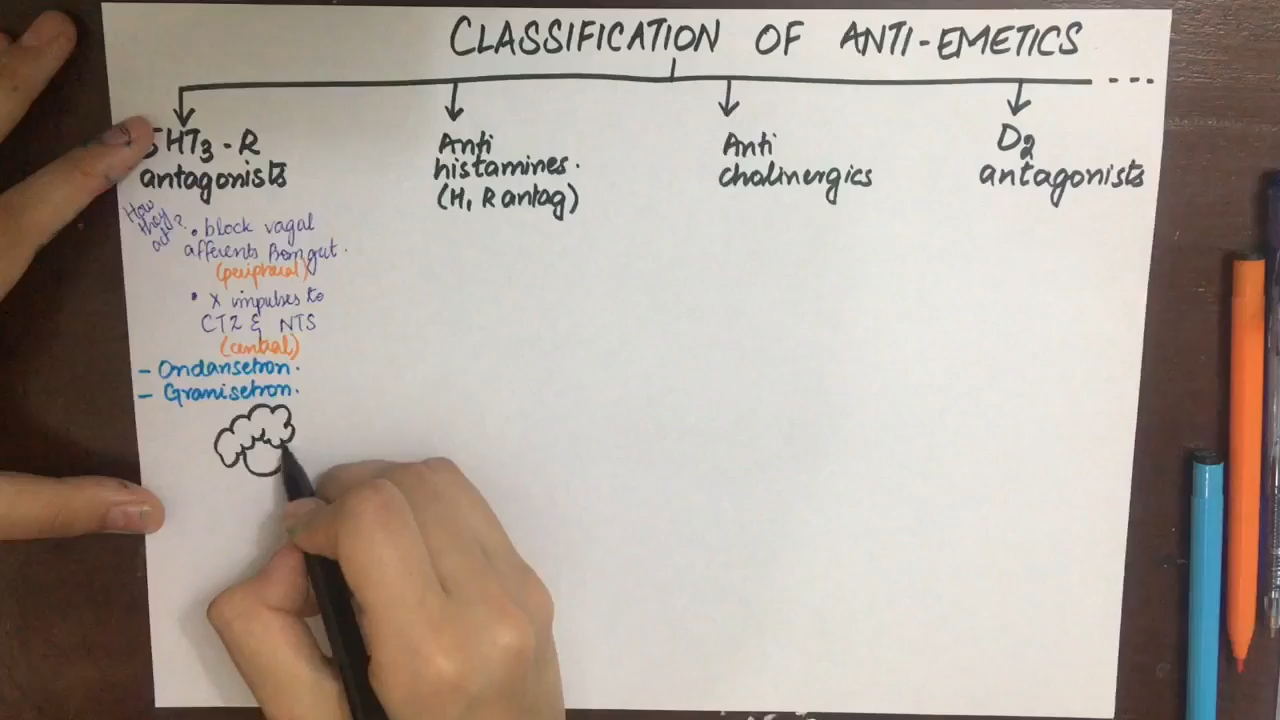 CLASSIFICATION OF ANTI-EMETICS
5HT3-R
antagonists
Anti
histamines.
(H, R antag)
Anti
cholinergics
D2
antagonists
How
they
act?
• block vagal
afferents from gut.
(peripheral)
• X impulses to
CTZ & NTS
(central)
- Ondansetron.
- Granisetron.